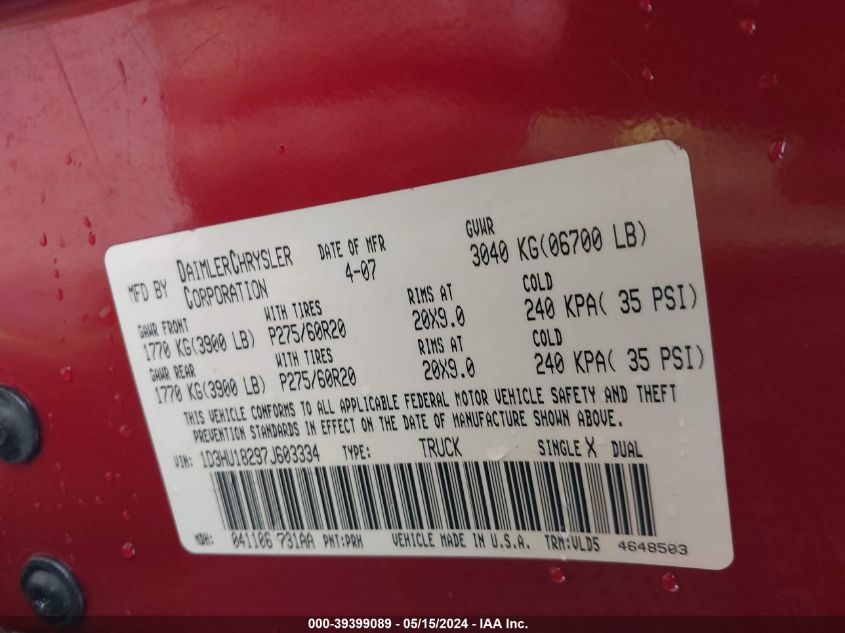 MFD BY DAIMLERCHRYSLER CORPORATION DATE OF MFR 4-07 GVWR 3040 KG(06700 LB)
GAWR FRONT WITH TIRES RIMS AT COLD
1770 KG(3900 LB) P275/60R20 20X9.0 240 KPA( 35 PSI)
GAWR REAR WITH TIRES RIMS AT COLD
1770 KG(3900 LB) P275/60R20 20X9.0 240 KPA( 35 PSI)
THIS VEHICLE CONFORMS TO ALL APPLICABLE FEDERAL MOTOR VEHICLE SAFETY AND THEFT
PREVENTION STANDARDS IN EFFECT ON THE DATE OF MANUFACTURE SHOWN ABOVE.
VIN: 1D3HU18297J603334 TYPE: TRUCK SINGLE X DUAL
MDH: 041106 731AA PNT:PRH VEHICLE MADE IN U.S.A. TRM:VLD5 4648503
000-39399089 - 05/15/2024 - IAA Inc.